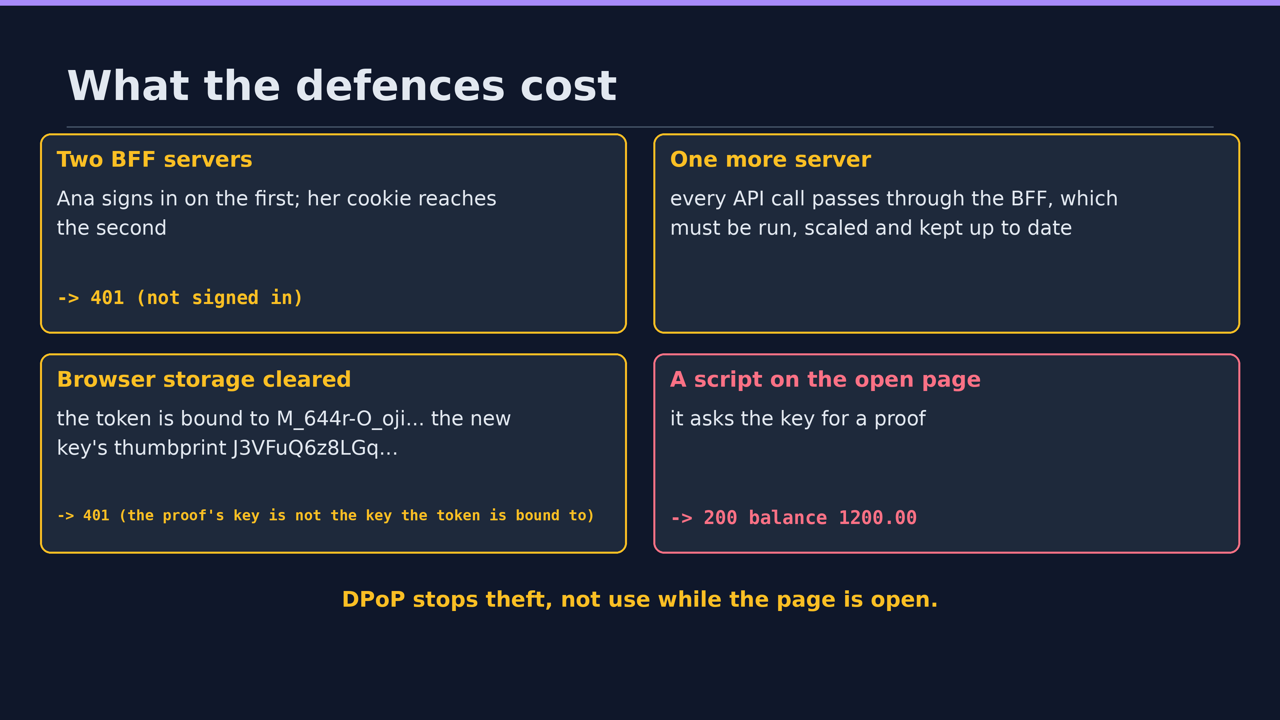 What the defences cost
Two BFF servers
Ana signs in on the first; her cookie reaches
the second
-> 401 (not signed in)
One more server
every API call passes through the BFF, which
must be run, scaled and kept up to date
Browser storage cleared
the token is bound to M_644r-O_oji... the new
key's thumbprint J3VFuQ6z8LGq...
-> 401 (the proof's key is not the key the token is bound to)
A script on the open page
it asks the key for a proof
-> 200 balance 1200.00
DPoP stops theft, not use while the page is open.